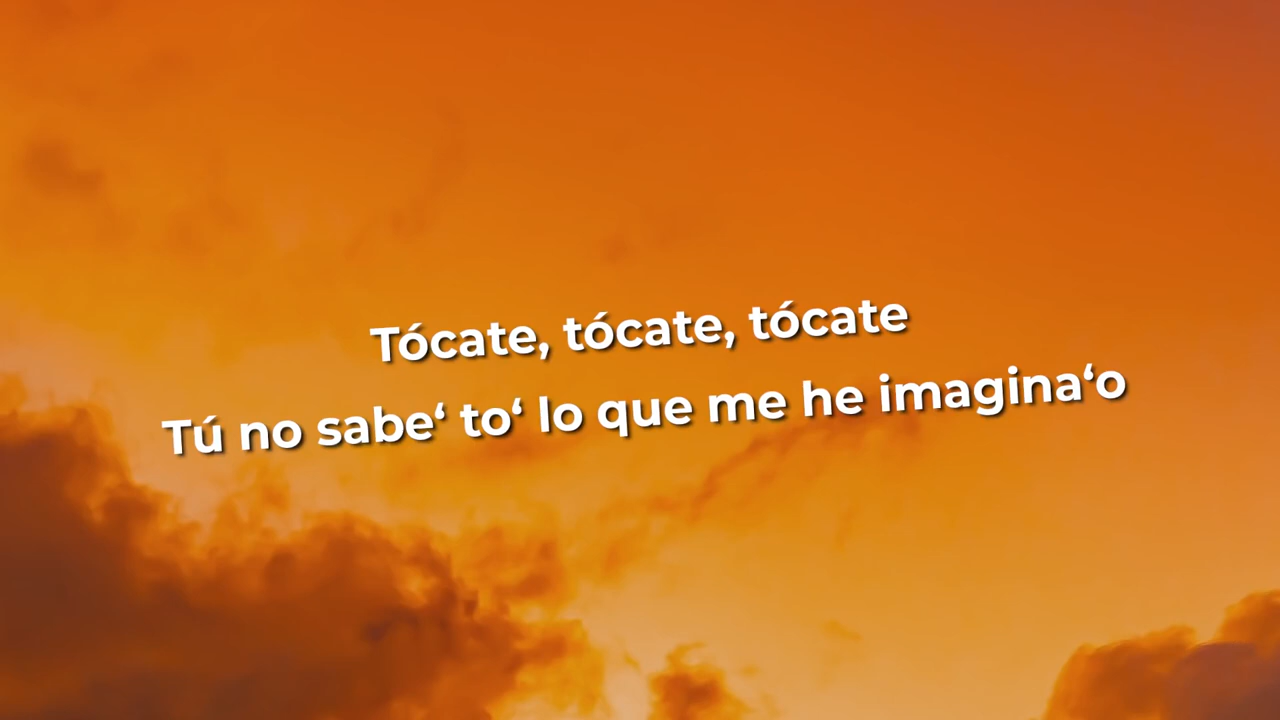 Tócate, tócate, tócate
Tú no sabe‘ to‘ lo que me he imagina‘o